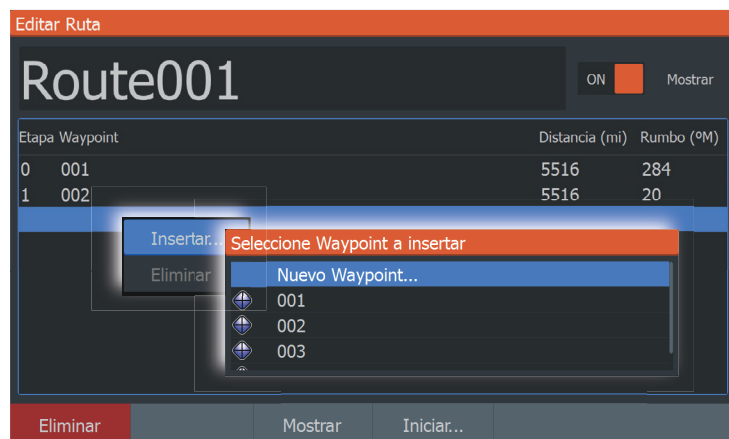 Editar Ruta
Route001
ON Mostrar
Etapa Waypoint Distancia (mi) Rumbo (ºM)
0 001 5516 284
1 002 5516 20
Insertar...
Eliminar
Seleccione Waypoint a insertar
Nuevo Waypoint...
001
002
003
Eliminar Mostrar Iniciar...